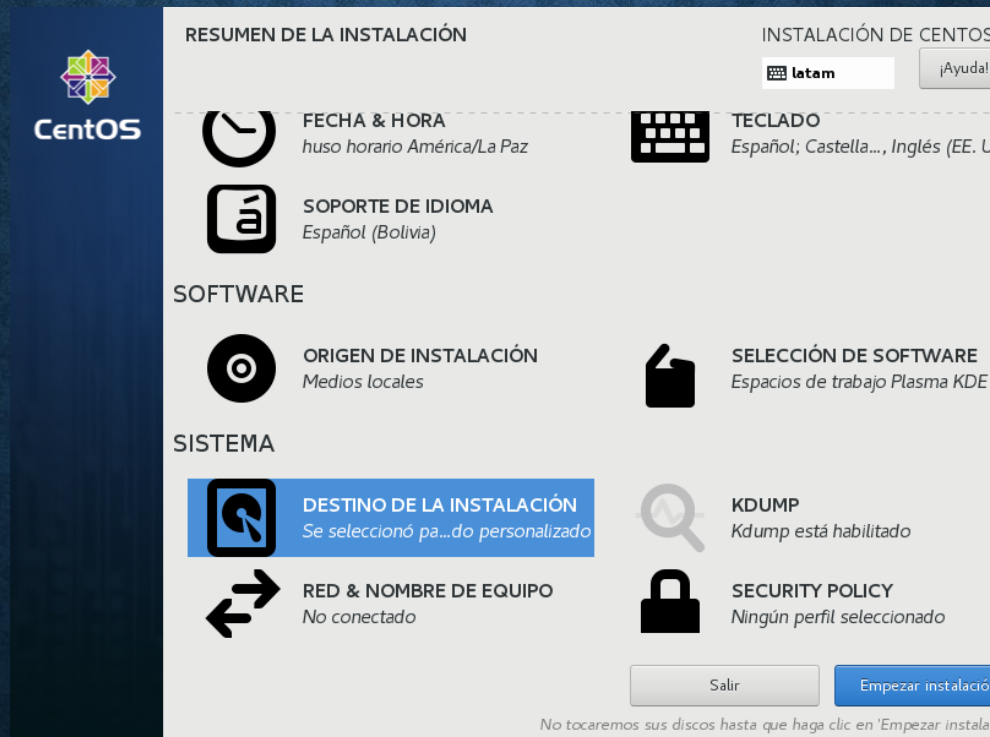 RESUMEN DE LA INSTALACIÓN
INSTALACIÓN DE CENTOS
latam
¡Ayuda!
CentOS
FECHA & HORA
huso horario América/La Paz
TECLADO
Español; Castella..., Inglés (EE. U
SOPORTE DE IDIOMA
Español (Bolivia)
SOFTWARE
ORIGEN DE INSTALACIÓN
Medios locales
SELECCIÓN DE SOFTWARE
Espacios de trabajo Plasma KDE
SISTEMA
DESTINO DE LA INSTALACIÓN
Se seleccionó pa...do personalizado
KDUMP
Kdump está habilitado
RED & NOMBRE DE EQUIPO
No conectado
SECURITY POLICY
Ningún perfil seleccionado
Salir
Empezar instalació
No tocaremos sus discos hasta que haga clic en 'Empezar instala